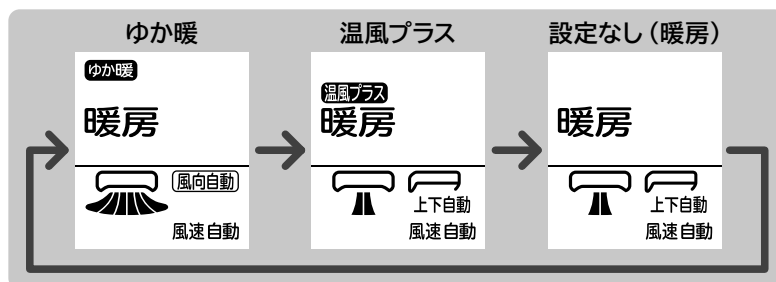 ゆか暖
ゆか暖
暖房
風向自動
風速自動
温風プラス
温風プラス
暖房
上下自動
風速自動
設定なし（暖房）
暖房
上下自動
風速自動